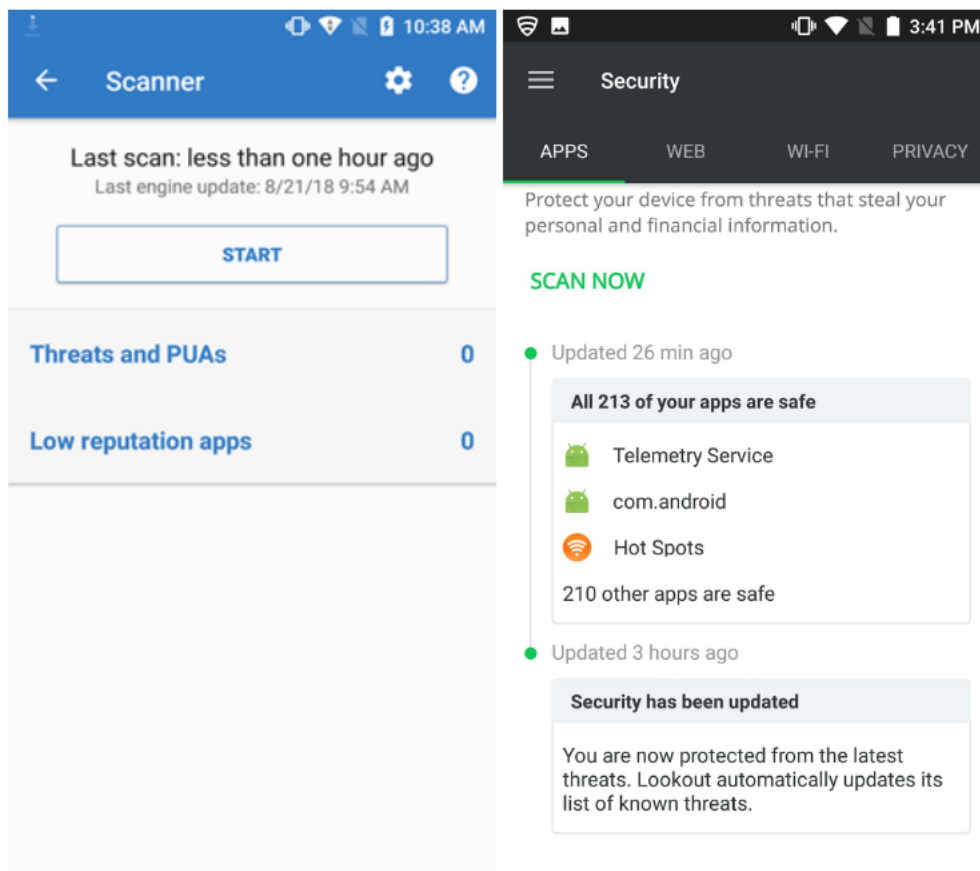 10:38 AM
Scanner
Last scan: less than one hour ago
Last engine update: 8/21/18 9:54 AM
START
Threats and PUAs 0
Low reputation apps 0
3:41 PM
Security
APPS WEB WI-FI PRIVACY
Protect your device from threats that steal your
personal and financial information.
SCAN NOW
Updated 26 min ago
All 213 of your apps are safe
Telemetry Service
com.android
Hot Spots
210 other apps are safe
Updated 3 hours ago
Security has been updated
You are now protected from the latest
threats. Lookout automatically updates its
list of known threats.